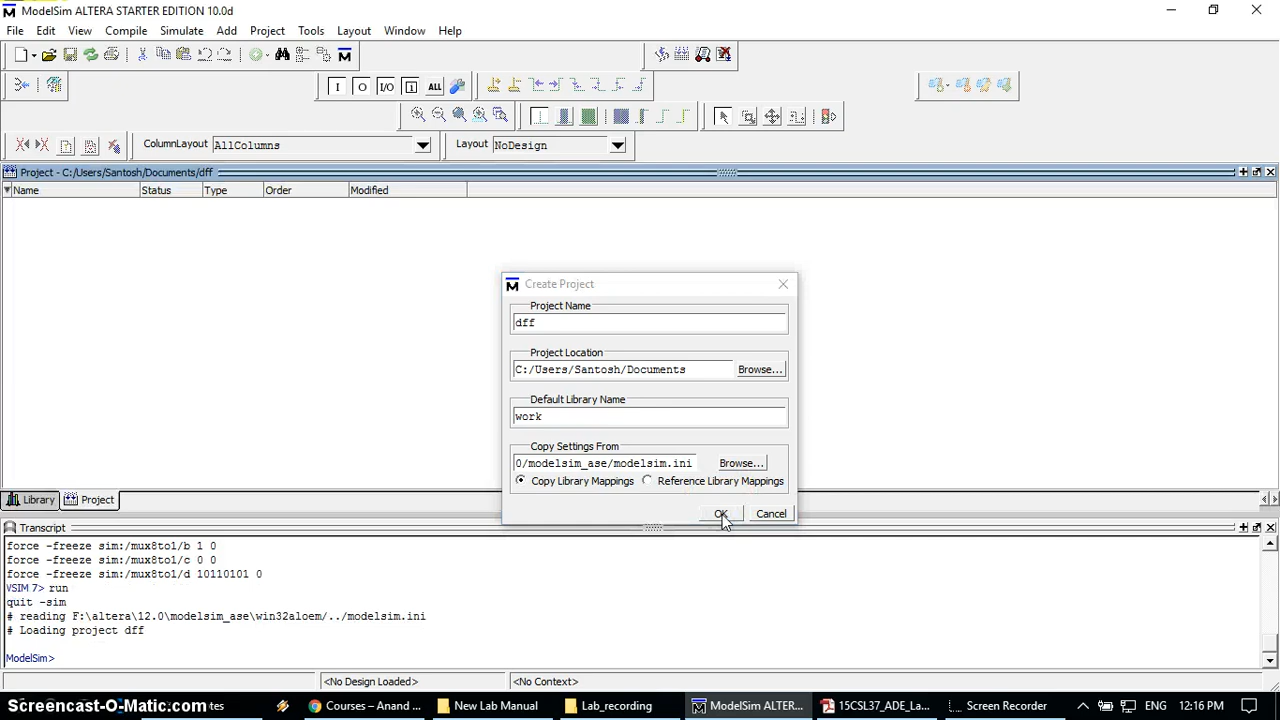 ModelSim ALTERA STARTER EDITION 10.0d
File Edit View Compile Simulate Add Project Tools Layout Window Help
I O I/O i ALL
ColumnLayout AllColumns Layout NoDesign
Project - C:/Users/Santosh/Documents/dff
Name Status Type Order Modified
Create Project
Project Name
dff
Project Location
C:/Users/Santosh/Documents Browse...
Default Library Name
work
Copy Settings From
0/modelsim_ase/modelsim.ini Browse...
Copy Library Mappings Reference Library Mappings
OK Cancel
Library Project
Transcript
force -freeze sim:/mux8to1/b 1 0
force -freeze sim:/mux8to1/c 0 0
force -freeze sim:/mux8to1/d 10110101 0
VSIM 7> run
quit -sim
# reading F:\altera\12.0\modelsim_ase\win32aloem/../modelsim.ini
# Loading project dff
ModelSim>
<No Design Loaded> <No Context>
Screencast-O-Matic.com tes Courses – Anand ... New Lab Manual Lab_recording ModelSim ALTER... 15CSL37_ADE_La... Screen Recorder ENG 12:16 PM